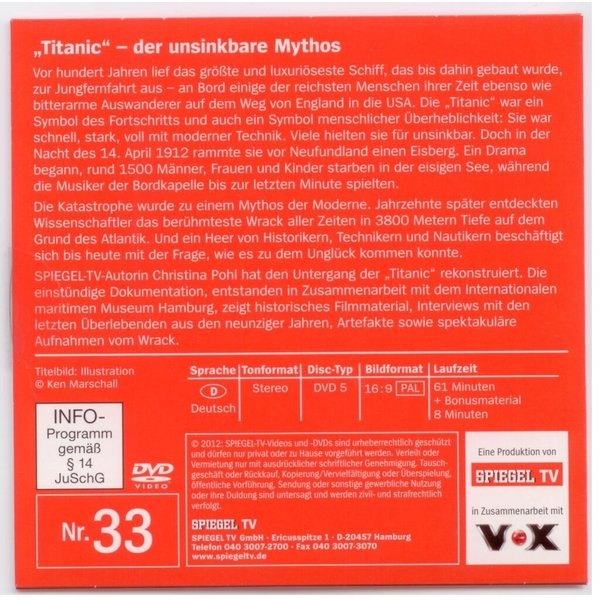 „Titanic“ – der unsinkbare Mythos
Vor hundert Jahren lief das größte und luxuriöseste Schiff, das bis dahin gebaut wurde,
zur Jungfernfahrt aus – an Bord einige der reichsten Menschen ihrer Zeit ebenso wie
bitterarme Auswanderer auf dem Weg von England in die USA. Die „Titanic“ war ein
Symbol des Fortschritts und auch ein Symbol menschlicher Überheblichkeit: Sie war
schnell, stark, voll mit moderner Technik. Viele hielten sie für unsinkbar. Doch in der
Nacht des 14. April 1912 rammte sie vor Neufundland einen Eisberg. Ein Drama
begann, rund 1500 Männer, Frauen und Kinder starben in der eisigen See, während
die Musiker der Bordkapelle bis zur letzten Minute spielten.
Die Katastrophe wurde zu einem Mythos der Moderne. Jahrzehnte später entdeckten
Wissenschaftler das berühmteste Wrack aller Zeiten in 3800 Metern Tiefe auf dem
Grund des Atlantik. Und ein Heer von Historikern, Technikern und Nautikern beschäftigt
sich bis heute mit der Frage, wie es zu dem Unglück kommen konnte.
SPIEGEL-TV-Autorin Christina Pohl hat den Untergang der „Titanic“ rekonstruiert. Die
einstündige Dokumentation, entstanden in Zusammenarbeit mit dem Internationalen
maritimen Museum Hamburg, zeigt historisches Filmmaterial, Interviews mit den
letzten Überlebenden aus den neunziger Jahren, Artefakte sowie spektakuläre
Aufnahmen vom Wrack.
Titelbild: Illustration
© Ken Marschall
Sprache Tonformat Disc-Typ Bildformat Laufzeit
D Stereo DVD 5 16:9 PAL 61 Minuten
Deutsch + Bonusmaterial
8 Minuten
INFO-
Programm
gemäß
§ 14
JuSchG
DVD
VIDEO
Nr. 33
© 2012: SPIEGEL-TV-Videos und -DVDs sind urheberrechtlich geschützt
und dürfen nur privat oder zu Hause vorgeführt werden. Verleih oder
Vermietung nur mit ausdrücklicher schriftlicher Genehmigung. Tausch-
geschäft oder Rückkauf, Kopierung/Vervielfältigung oder Überspielung,
öffentliche Vorführung, Sendung oder sonstige gewerbliche Nutzung
oder ihre Duldung sind untersagt und werden zivil- und strafrechtlich
verfolgt.
SPIEGEL TV
SPIEGEL TV GmbH · Ericusspitze 1 · D-20457 Hamburg
Telefon 040 3007-2700 · Fax 040 3007-3070
www.spiegeltv.de
Eine Produktion von
SPIEGEL TV
in Zusammenarbeit mit
VOX